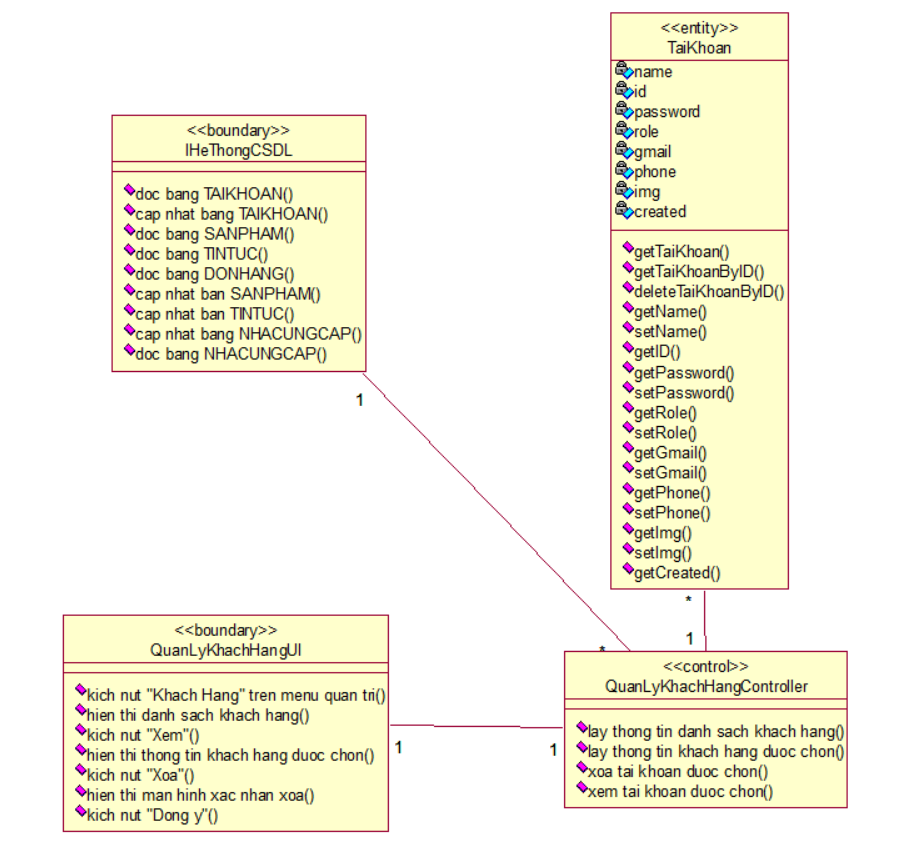 <<entity>>
TaiKhoan
name
id
password
role
gmail
phone
img
created
getTaiKhoan()
getTaiKhoanByID()
deleteTaiKhoanByID()
getName()
setName()
getID()
getPassword()
setPassword()
getRole()
setRole()
getGmail()
setGmail()
getPhone()
setPhone()
getImg()
setImg()
getCreated()
<<boundary>>
IHeThongCSDL
doc bang TAIKHOAN()
cap nhat bang TAIKHOAN()
doc bang SANPHAM()
doc bang TINTUC()
doc bang DONHANG()
cap nhat ban SANPHAM()
cap nhat ban TINTUC()
cap nhat bang NHACUNGCAP()
doc bang NHACUNGCAP()
1
*
*
1
<<boundary>>
QuanLyKhachHangUI
kich nut "Khach Hang" tren menu quan tri()
hien thi danh sach khach hang()
kich nut "Xem"()
hien thi thong tin khach hang duoc chon()
kich nut "Xoa"()
hien thi man hinh xac nhan xoa()
kich nut "Dong y"()
1
1
<<control>>
QuanLyKhachHangController
lay thong tin danh sach khach hang()
lay thong tin khach hang duoc chon()
xoa tai khoan duoc chon()
xem tai khoan duoc chon()